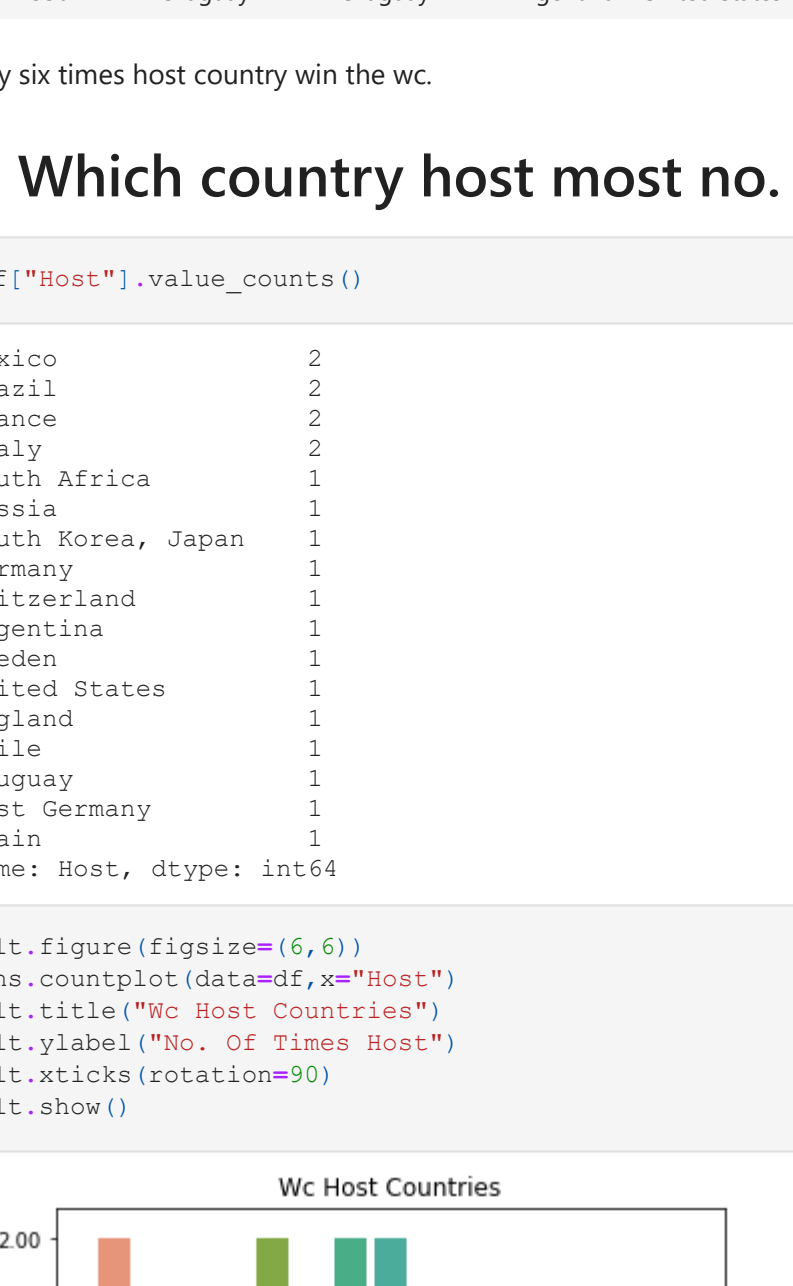 y six times host country win the wc.
Which country host most no.
f["Host"].value_counts()
xico 2
azil 2
ance 2
aly 2
uth Africa 1
ssia 1
uth Korea, Japan 1
rmany 1
itzerland 1
gentina 1
eden 1
ited States 1
gland 1
ile 1
uguay 1
st Germany 1
ain 1
me: Host, dtype: int64
lt.figure(figsize=(6,6))
ns.countplot(data=df,x="Host")
lt.title("Wc Host Countries")
lt.ylabel("No. Of Times Host")
lt.xticks(rotation=90)
lt.show()
Wc Host Countries
2.00